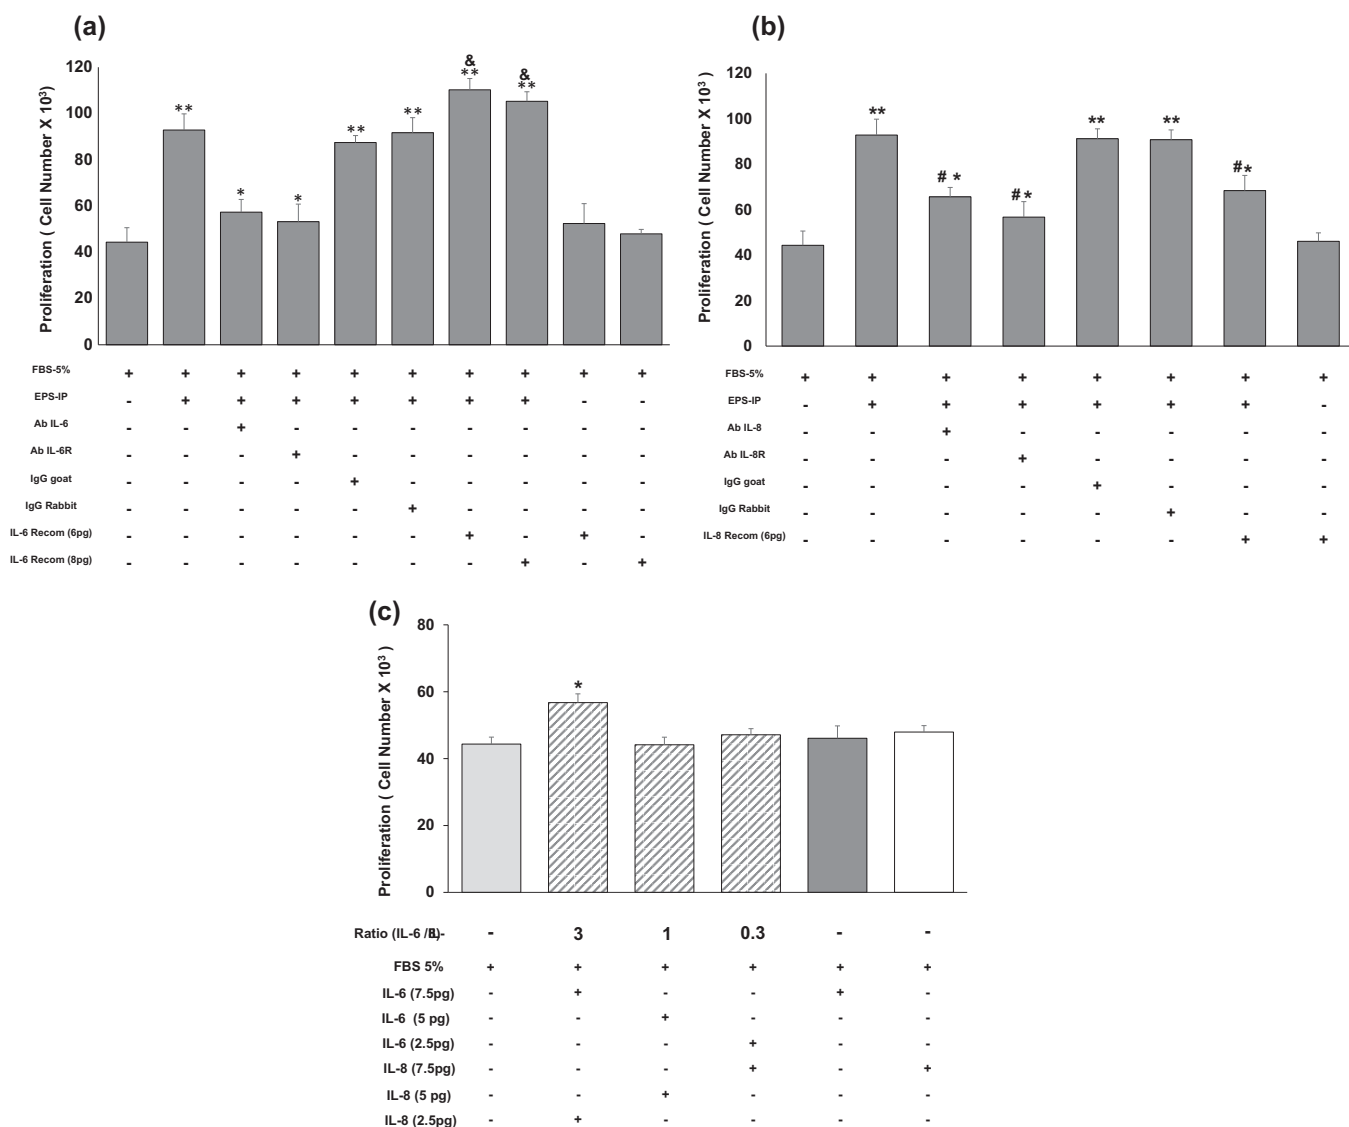 (a)
Proliferation ( Cell Number X 10³)
120
100
80
60
40
20
0
** * * ** ** & ** & **
FBS-5% + + + + + + + + + +
EPS-IP - + + + + + + + - -
Ab IL-6 - - + - - - - - - -
Ab IL-6R - - - + - - - - - -
IgG goat - - - - + - - - - -
IgG Rabbit - - - - - + - - - -
IL-6 Recom (6pg) - - - - - - + - + -
IL-6 Recom (8pg) - - - - - - - + - +
(b)
Proliferation ( Cell Number X 10³)
120
100
80
60
40
20
0
** # * # * ** ** # *
FBS-5% + + + + + + + +
EPS-IP - + + + + + + -
Ab IL-8 - - + - - - - -
Ab IL-8R - - - + - - - -
IgG goat - - - - + - - -
IgG Rabbit - - - - - + - -
IL-8 Recom (6pg) - - - - - - + +
(c)
Proliferation ( Cell Number X 10³ )
80
60
40
20
0
*
Ratio (IL-6 / - 3 1 0.3 - -
FBS 5% + + + + + +
IL-6 (7.5pg) - + - - + -
IL-6 (5 pg) - - + - - -
IL-6 (2.5pg) - - - + - -
IL-8 (7.5pg) - - - + - +
IL-8 (5 pg) - - + - - -
IL-8 (2.5pg) - + - - - -